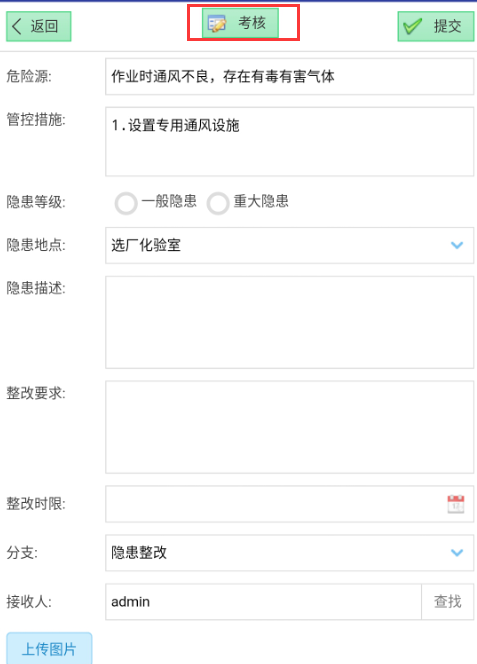 返回 考核 提交
危险源: 作业时通风不良，存在有毒有害气体
管控措施: 1.设置专用通风设施
隐患等级: 一般隐患 重大隐患
隐患地点: 选厂化验室
隐患描述:
整改要求:
整改时限:
分支: 隐患整改
接收人: admin 查找
上传图片